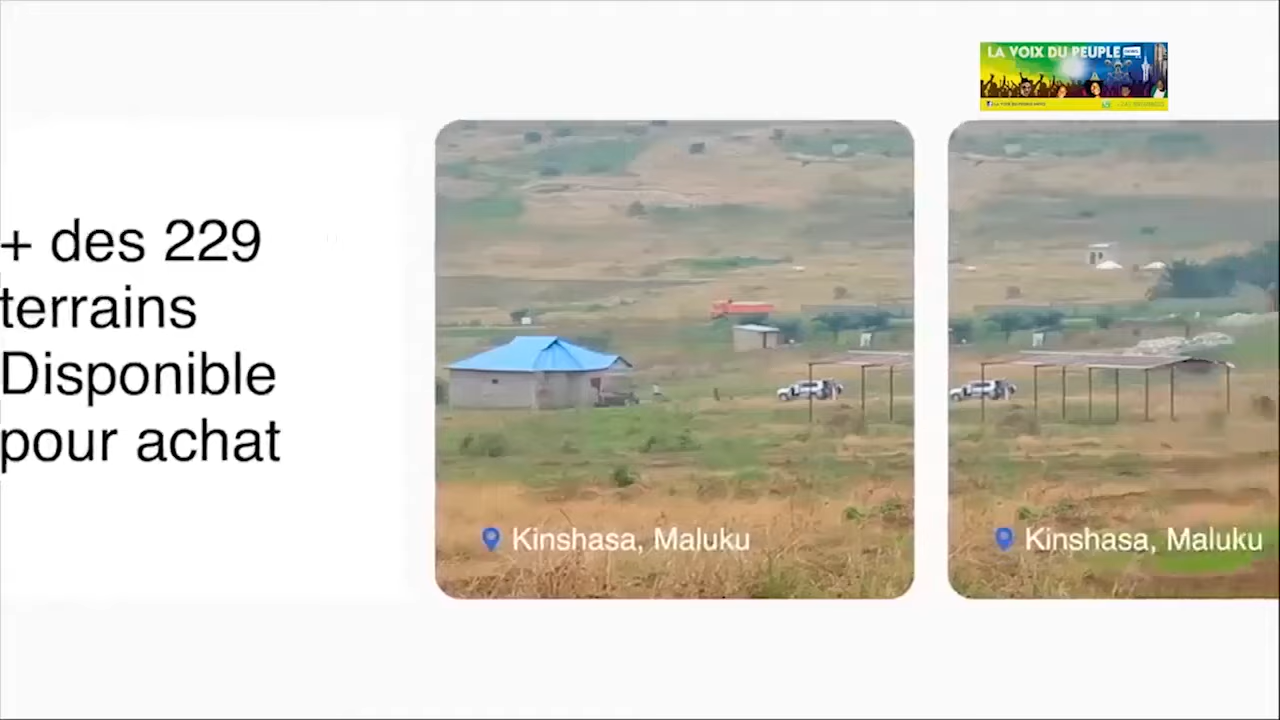 LA VOIX DU PEUPLE
+ des 229
terrains
Disponible
pour achat
Kinshasa, Maluku
Kinshasa, Maluku